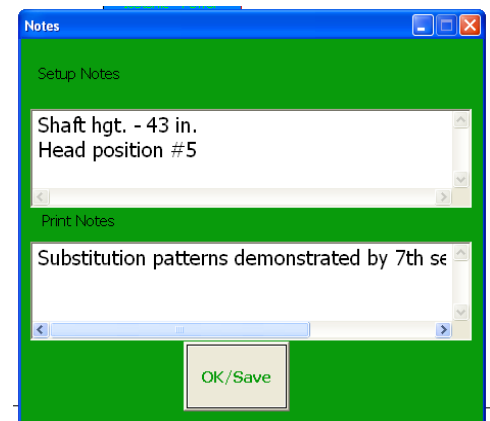 Notes
Setup Notes
Shaft hgt. - 43 in.
Head position #5
Print Notes
Substitution patterns demonstrated by 7th se
OK/Save